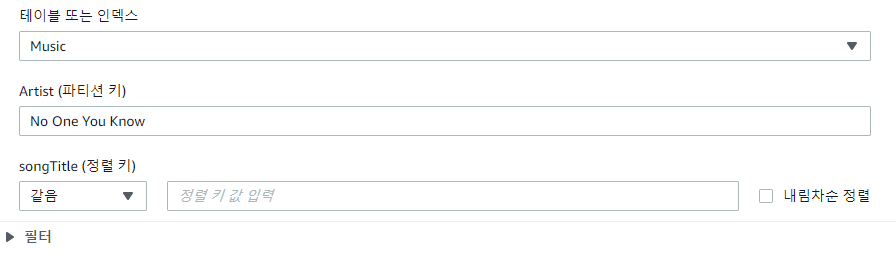 테이블 또는 인덱스
Music
Artist (파티션 키)
No One You Know
songTitle (정렬 키)
같음 정렬 키 값 입력 내림차순 정렬
필터